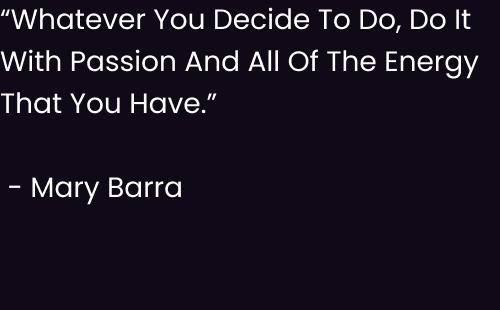 “Whatever You Decide To Do, Do It
With Passion And All Of The Energy
That You Have.”
- Mary Barra